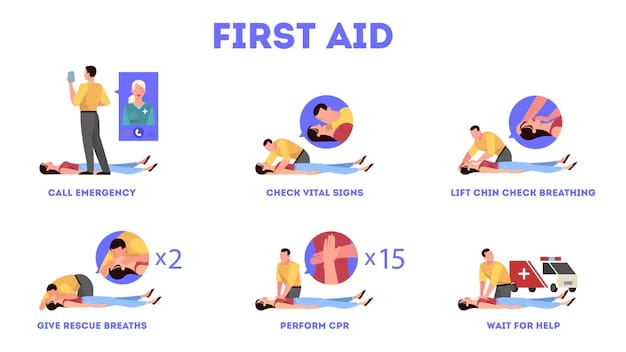 FIRST AID
CALL EMERGENCY
CHECK VITAL SIGNS
LIFT CHIN CHECK BREATHING
x2
x15
GIVE RESCUE BREATHS
PERFORM CPR
WAIT FOR HELP